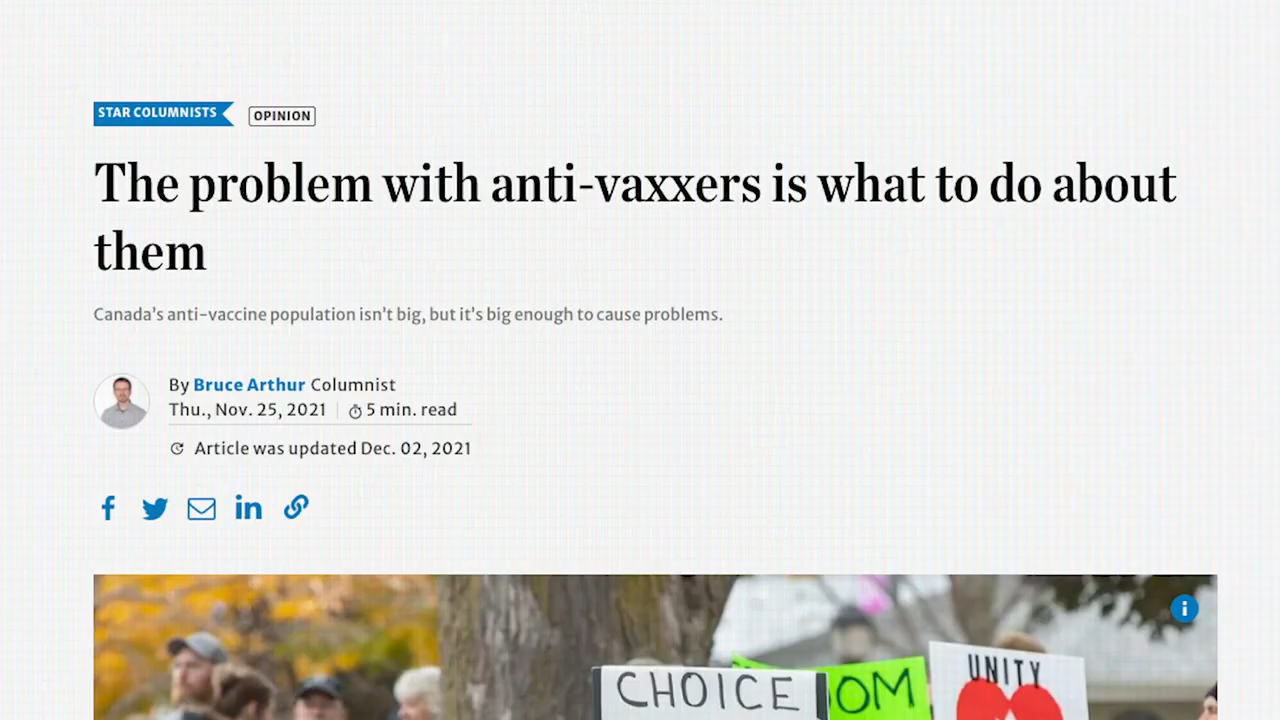 STAR COLUMNISTS OPINION
The problem with anti-vaxxers is what to do about
them
Canada's anti-vaccine population isn't big, but it's big enough to cause problems.
By Bruce Arthur Columnist
Thu., Nov. 25, 2021 5 min. read
Article was updated Dec. 02, 2021
CHOICE OM UNITY